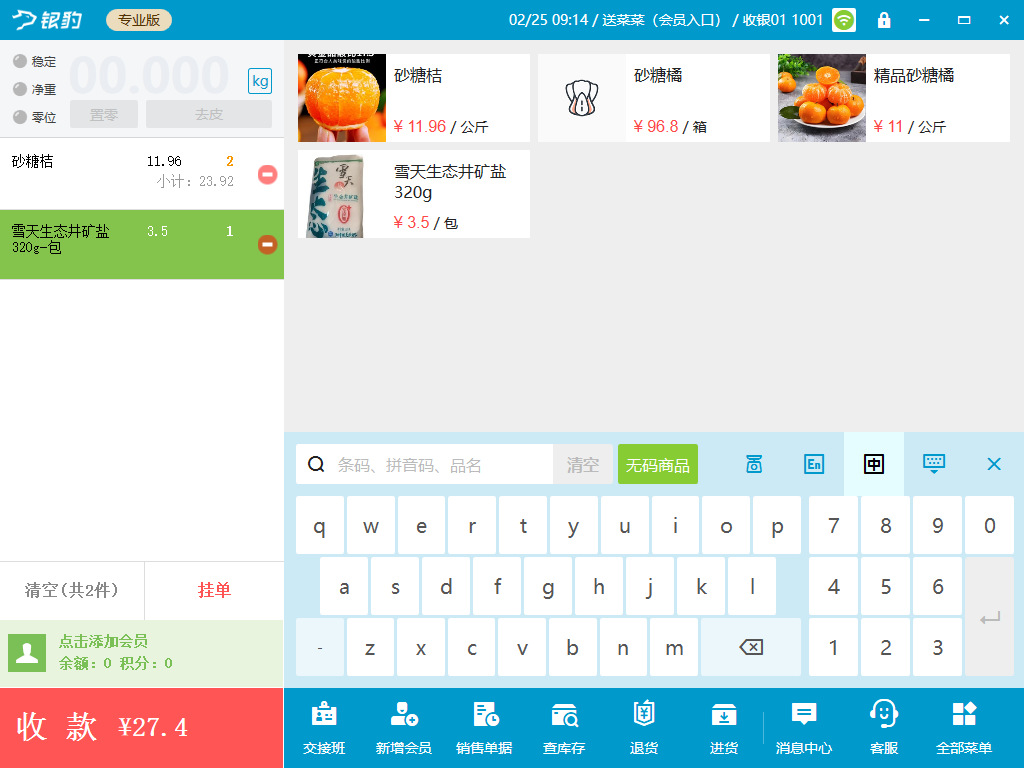 银豹
专业版
02/25 09:14 / 送菜菜（会员入口） / 收银01 1001
稳定
净重
零位
00.000
kg
置零
去皮
砂糖桔
11.96
2
小计：23.92
雪天生态井矿盐
320g-包
3.5
1
清空(共2件)
挂单
点击添加会员
余额：0 积分：0
收 款
¥27.4
砂糖桔
¥ 11.96 / 公斤
砂糖橘
¥ 96.8 / 箱
精品砂糖橘
¥ 11 / 公斤
雪天
生态
雪天生态井矿盐
320g
¥ 3.5 / 包
条码、拼音码、品名
清空
无码商品
En
中
q w e r t y u i o p 7 8 9 0
a s d f g h j k l 4 5 6
- z x c v b n m 1 2 3
交接班
新增会员
销售单据
查库存
退货
进货
消息中心
客服
全部菜单